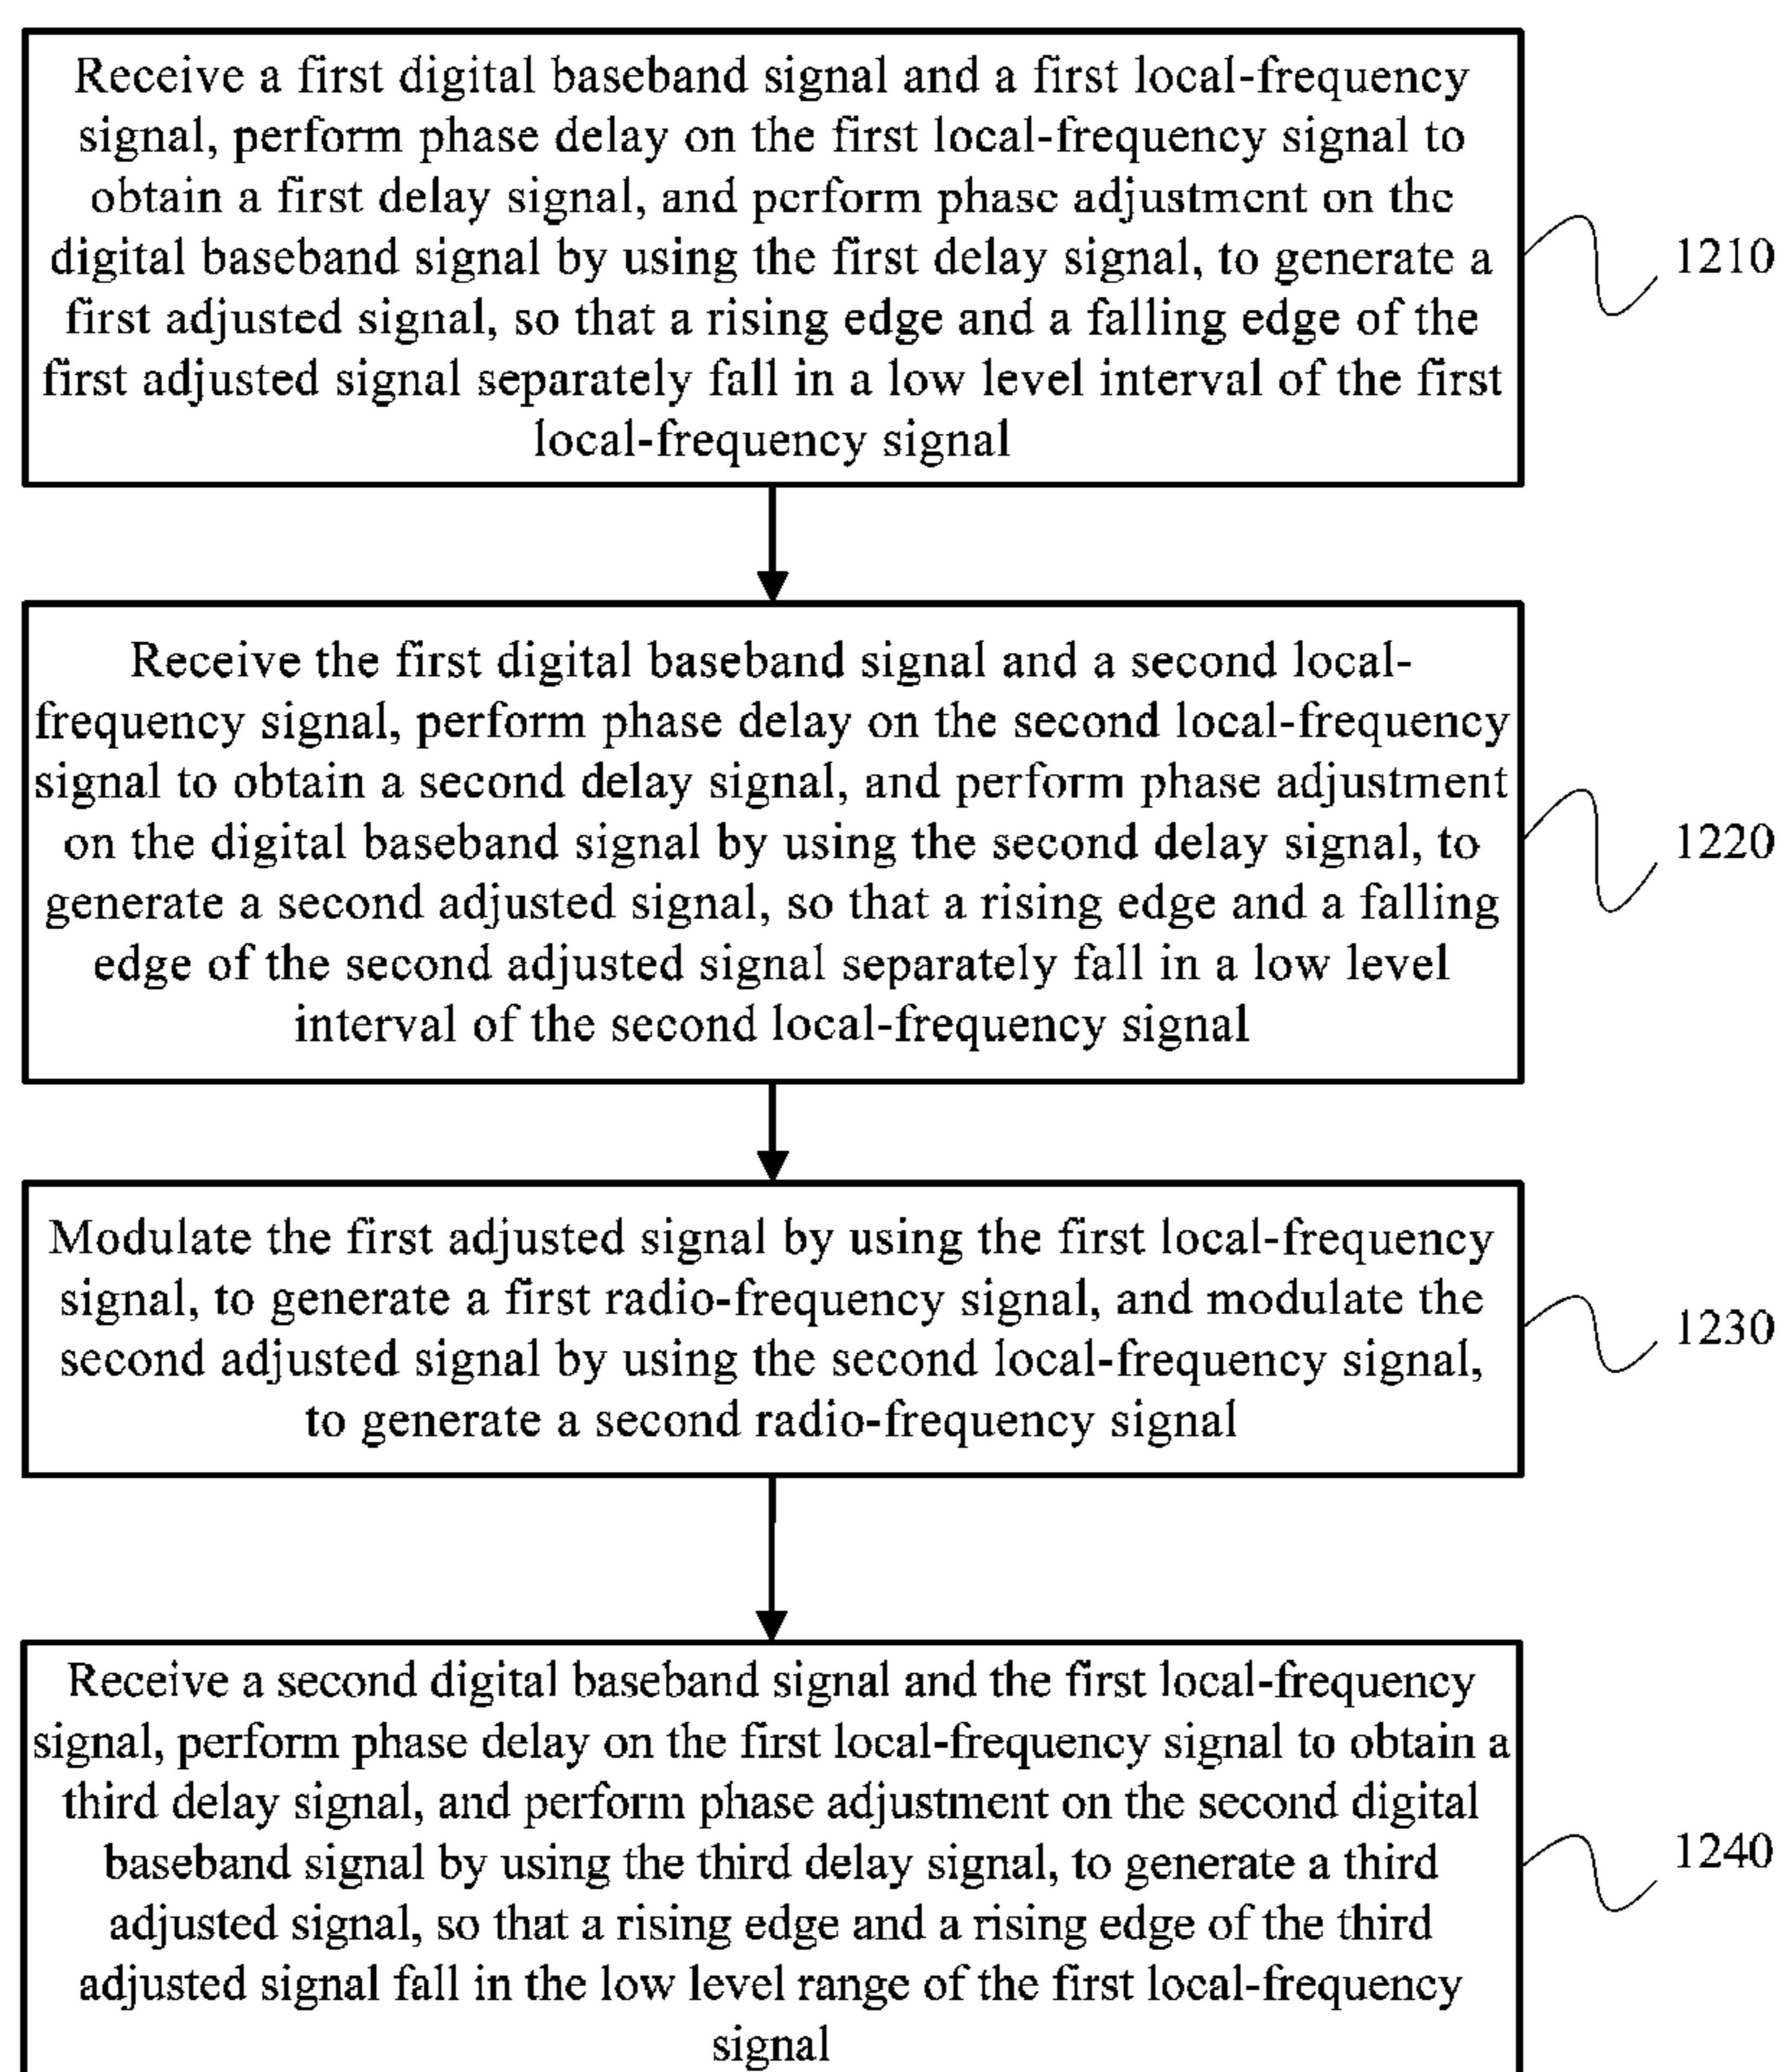 Receive a first digital baseband signal and a first local-frequency
signal, perform phase delay on the first local-frequency signal to
obtain a first delay signal, and perform phase adjustment on the
digital baseband signal by using the first delay signal, to generate a
first adjusted signal, so that a rising edge and a falling edge of the
first adjusted signal separately fall in a low level interval of the first
local-frequency signal
1210
Receive the first digital baseband signal and a second local-
frequency signal, perform phase delay on the second local-frequency
signal to obtain a second delay signal, and perform phase adjustment
on the digital baseband signal by using the second delay signal, to
generate a second adjusted signal, so that a rising edge and a falling
edge of the second adjusted signal separately fall in a low level
interval of the second local-frequency signal
1220
Modulate the first adjusted signal by using the first local-frequency
signal, to generate a first radio-frequency signal, and modulate the
second adjusted signal by using the second local-frequency signal,
to generate a second radio-frequency signal
1230
Receive a second digital baseband signal and the first local-frequency
signal, perform phase delay on the first local-frequency signal to obtain a
third delay signal, and perform phase adjustment on the second digital
baseband signal by using the third delay signal, to generate a third
adjusted signal, so that a rising edge and a rising edge of the third
adjusted signal fall in the low level range of the first local-frequency
signal
1240